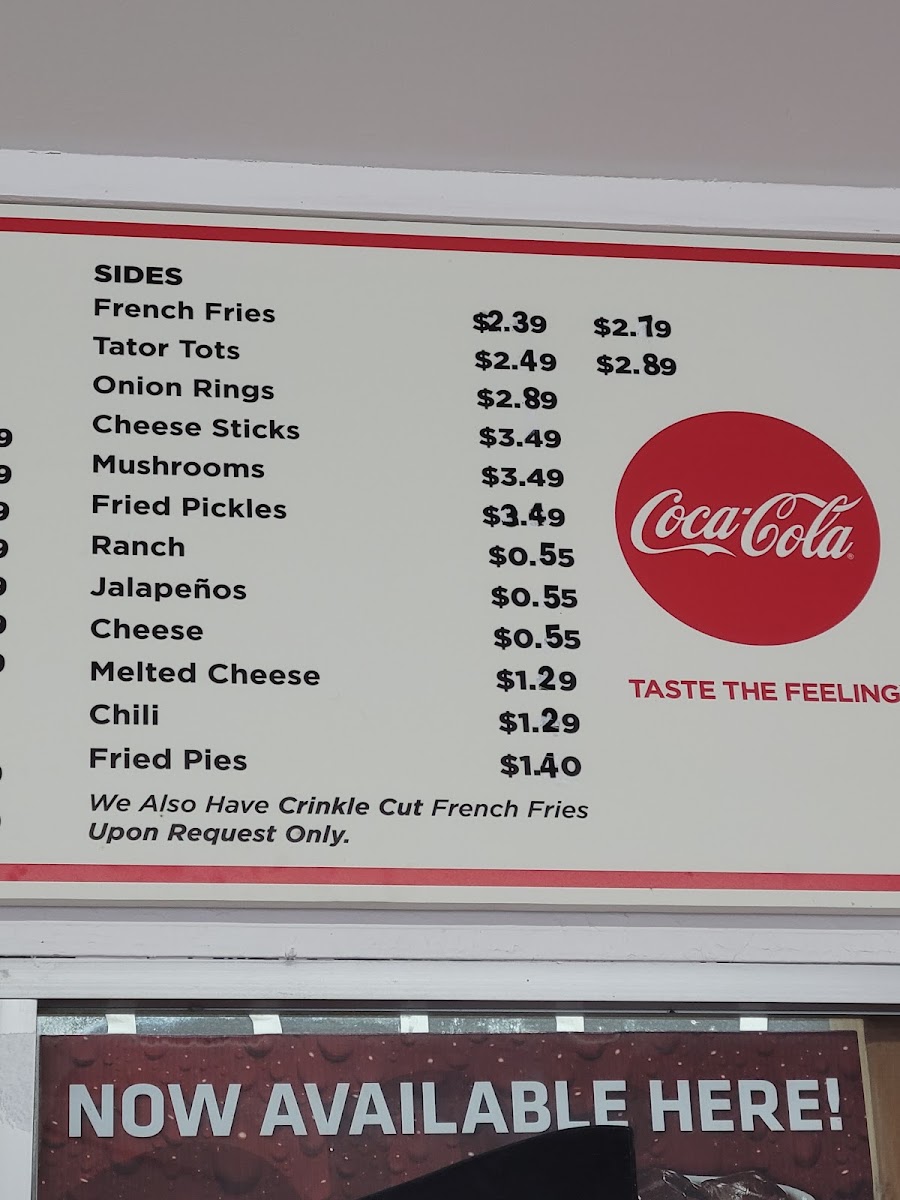 SIDES
French Fries $2.39 $2.79
Tator Tots $2.49 $2.89
Onion Rings $2.89
Cheese Sticks $3.49
Mushrooms $3.49
Fried Pickles $3.49
Ranch $0.55
Jalapeños $0.55
Cheese $0.55
Melted Cheese $1.29
Chili $1.29
Fried Pies $1.40
We Also Have Crinkle Cut French Fries
Upon Request Only.
Coca-Cola
TASTE THE FEELING
NOW AVAILABLE HERE!